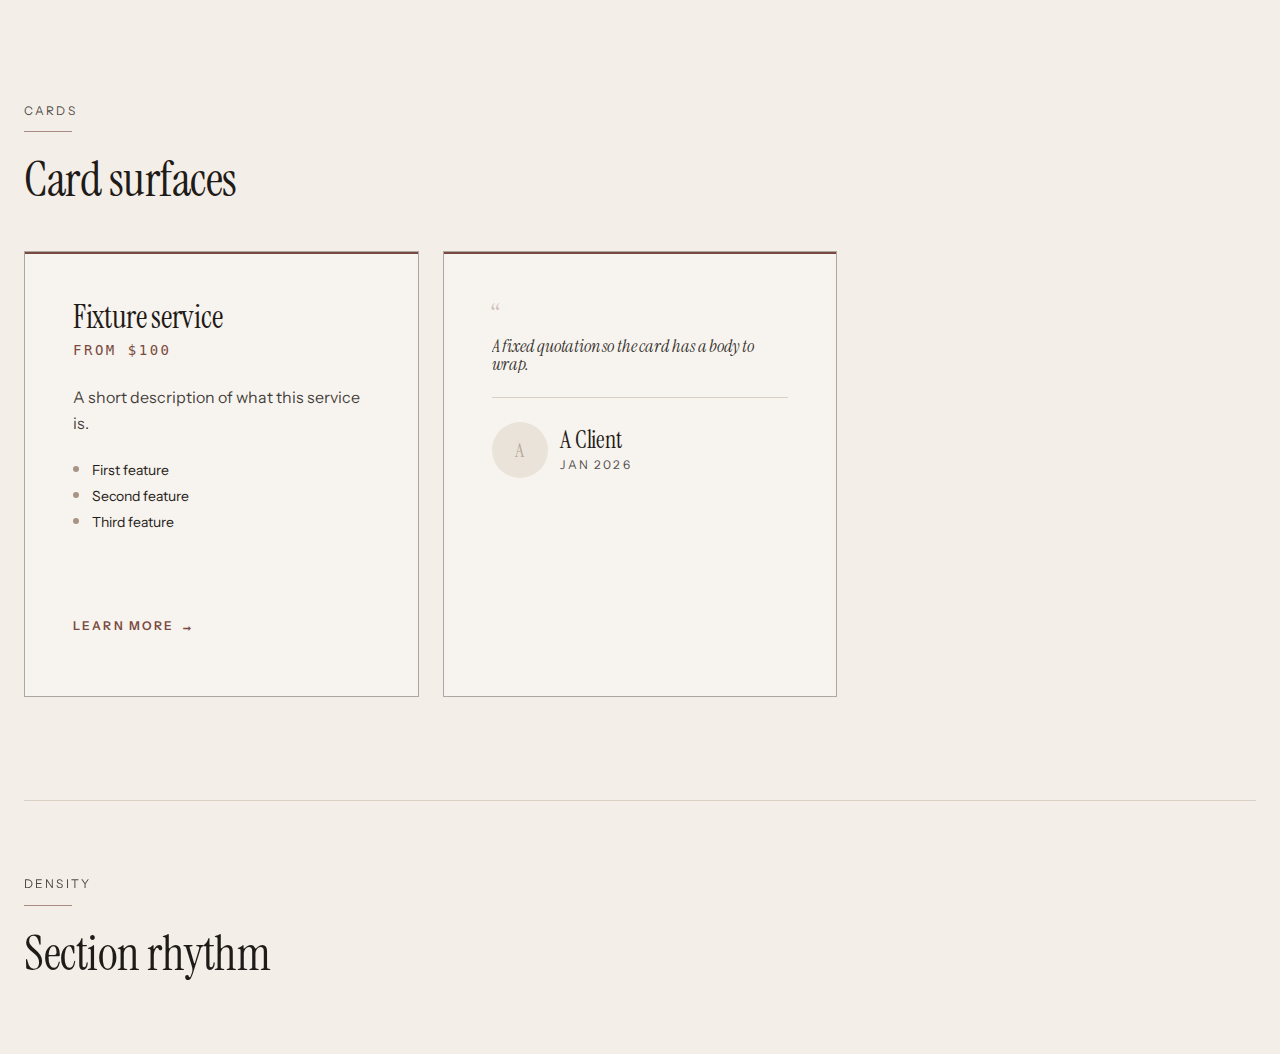 CARDS
Card surfaces
Fixture service
FROM $100
A short description of what this service
is.
First feature
Second feature
Third feature
LEARN MORE →
“
A fixed quotation so the card has a body to
wrap.
A
A Client
JAN 2026
DENSITY
Section rhythm